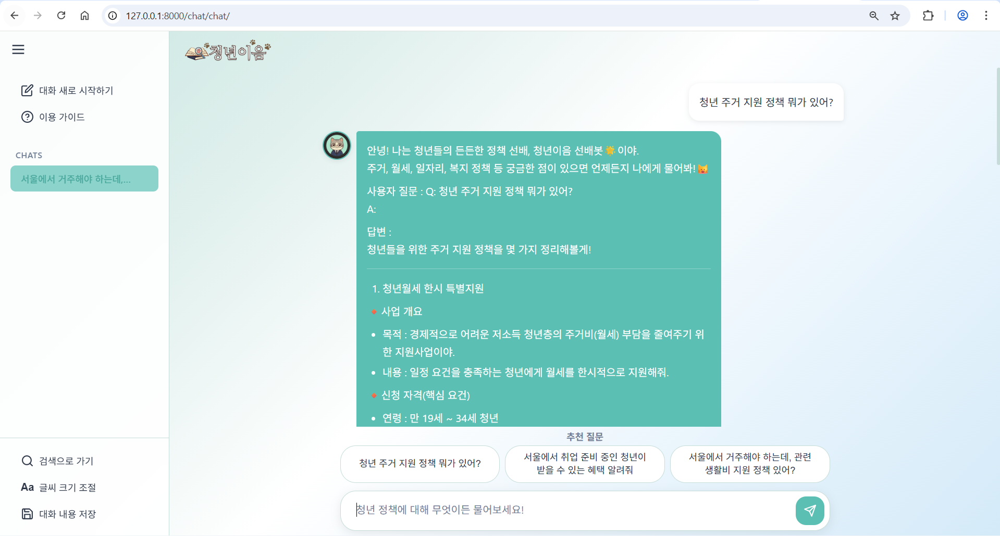 127.0.0.1:8000/chat/chat/
청년이음
대화 새로 시작하기
이용 가이드
CHATS
서울에서 거주해야 하는데,...
검색으로 가기
Aa 글씨 크기 조절
대화 내용 저장
청년 주거 지원 정책 뭐가 있어?
안녕! 나는 청년들의 든든한 정책 선배, 청년이음 선배봇🌟이야.
주거, 월세, 일자리, 복지 정책 등 궁금한 점이 있으면 언제든지 나에게 물어봐!😺
사용자 질문 : Q: 청년 주거 지원 정책 뭐가 있어?
A:
답변 :
청년들을 위한 주거 지원 정책을 몇 가지 정리해볼게!
1. 청년월세 한시 특별지원
🔸 사업 개요
• 목적 : 경제적으로 어려운 저소득 청년층의 주거비(월세) 부담을 줄여주기 위
한 지원사업이야.
• 내용 : 일정 요건을 충족하는 청년에게 월세를 한시적으로 지원해줘.
🔸 신청 자격(핵심 요건)
• 연령 : 만 19세 ~ 34세 청년
추천 질문
청년 주거 지원 정책 뭐가 있어?
서울에서 취업 준비 중인 청년이
받을 수 있는 혜택 알려줘
서울에서 거주해야 하는데, 관련
생활비 지원 정책 있어?
청년 정책에 대해 무엇이든 물어보세요!